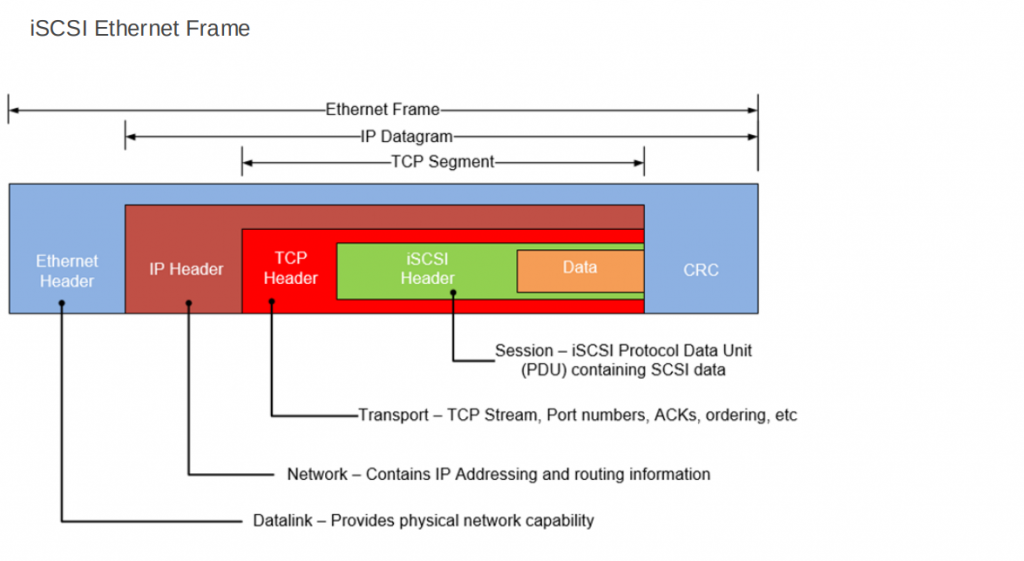 iSCSI Ethernet Frame
Ethernet Frame
IP Datagram
TCP Segment
Ethernet
Header
IP Header
TCP
Header
iSCSI
Header
Data
CRC
Session – iSCSI Protocol Data Unit
(PDU) containing SCSI data
Transport – TCP Stream, Port numbers, ACKs, ordering, etc
Network – Contains IP Addressing and routing information
Datalink – Provides physical network capability